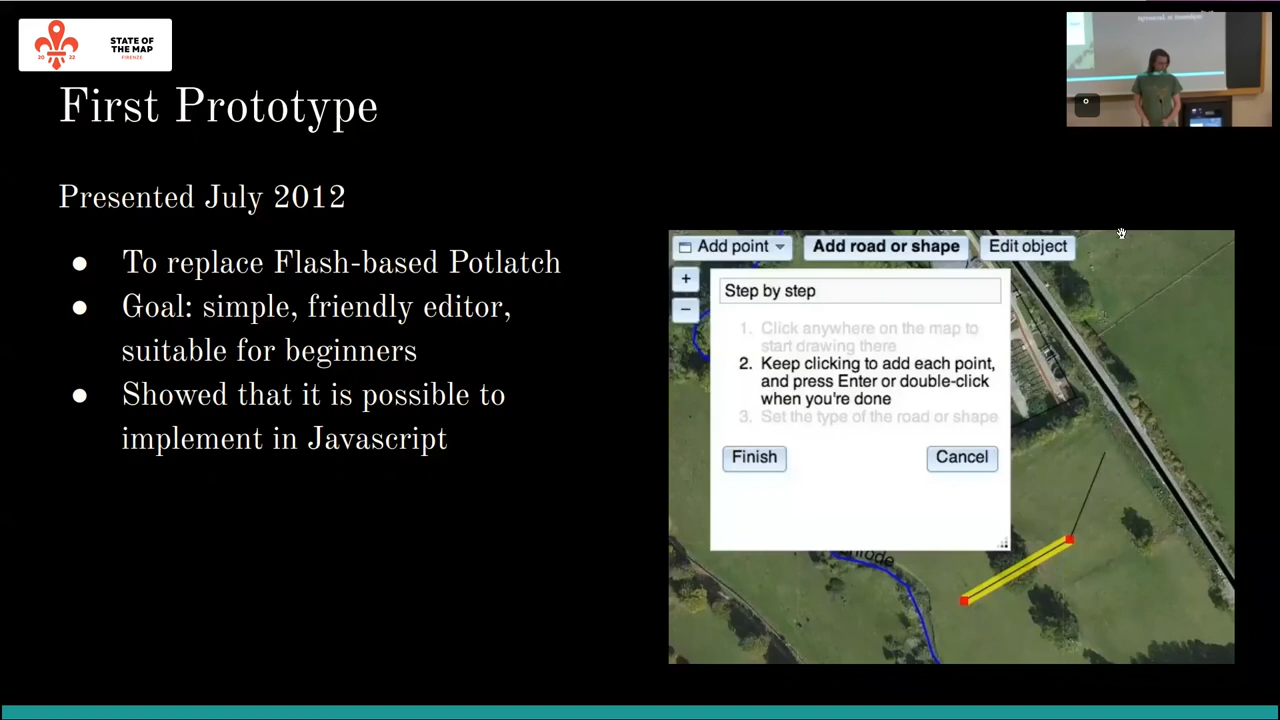 20 22
STATE OF
THE MAP
FIRENZE
First Prototype
Presented July 2012
● To replace Flash-based Potlatch
● Goal: simple, friendly editor,
suitable for beginners
● Showed that it is possible to
implement in Javascript
Add point
Add road or shape
Edit object
+
−
Step by step
1. Click anywhere on the map to
start drawing there
2. Keep clicking to add each point,
and press Enter or double-click
when you're done
3. Set the type of the road or shape
Finish
Cancel